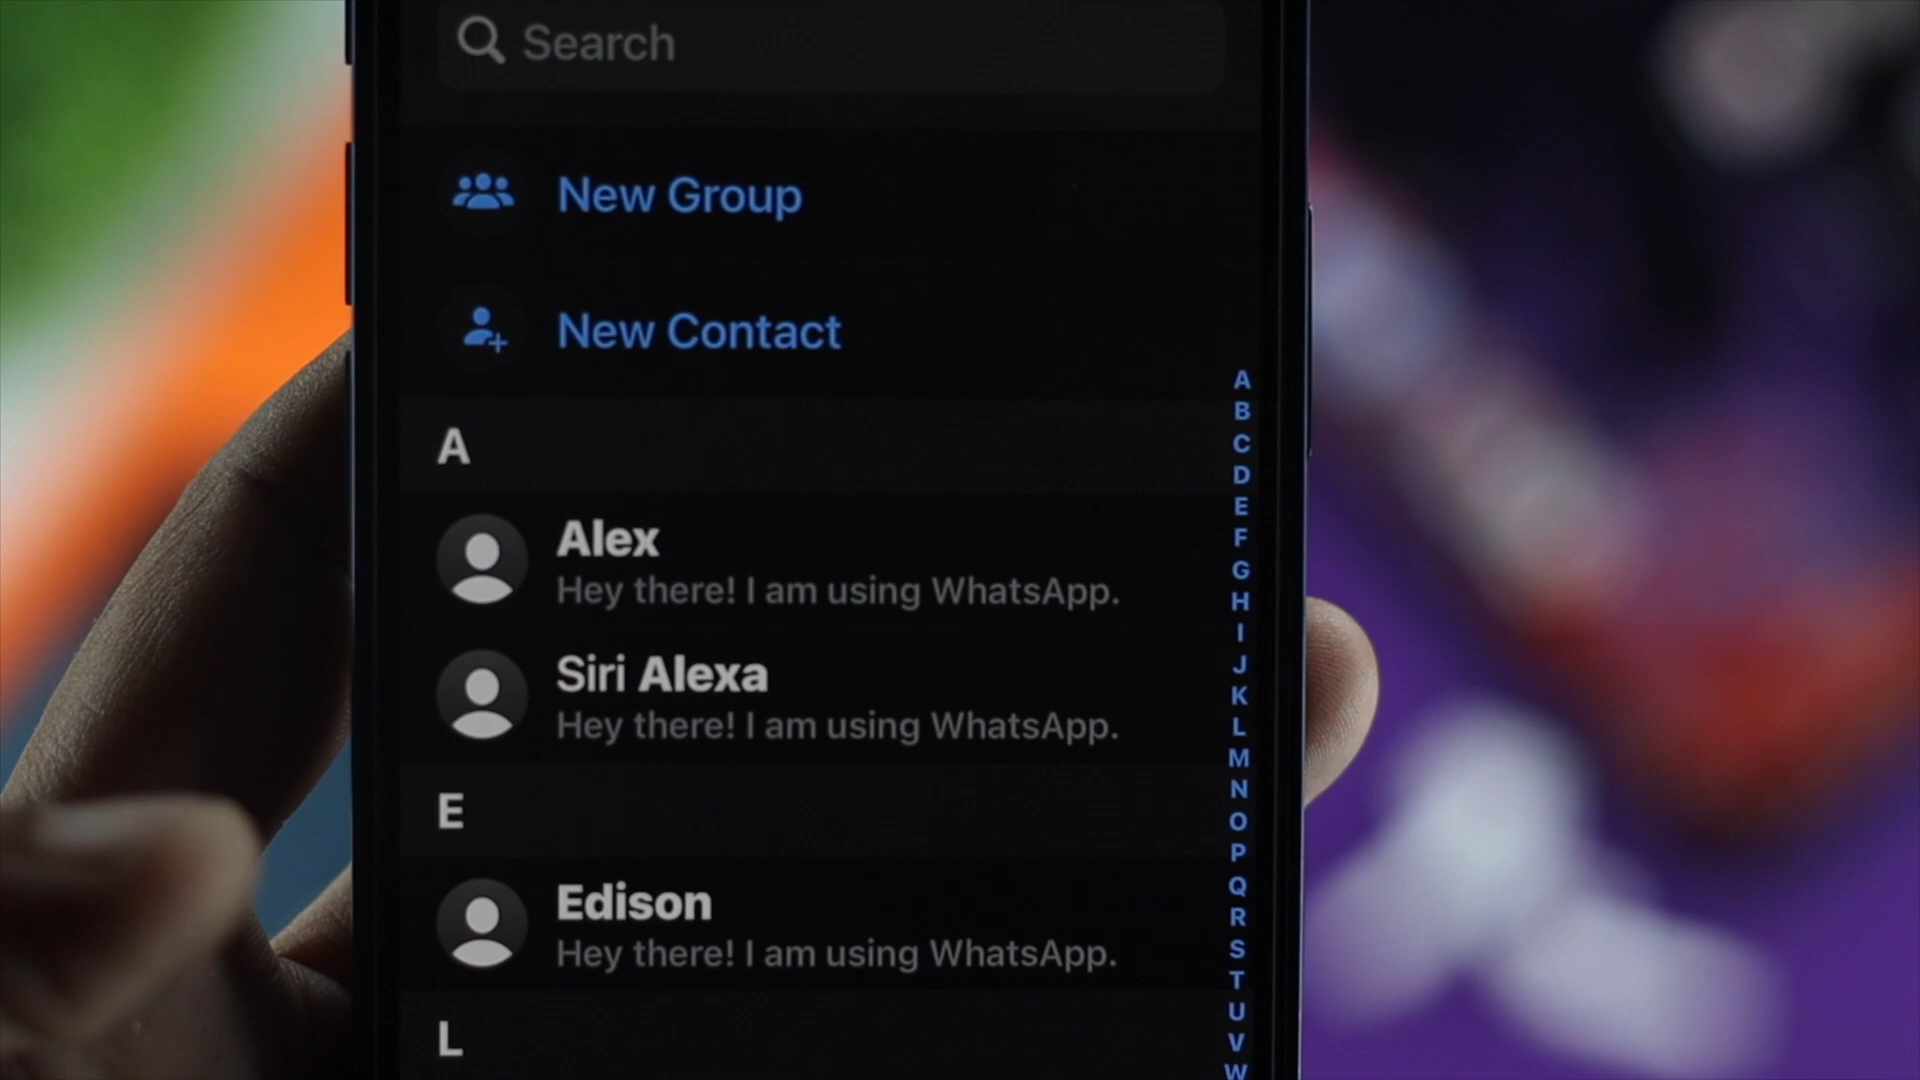 Search
New Group
New Contact
A
Alex
Hey there! I am using WhatsApp.
Siri Alexa
Hey there! I am using WhatsApp.
E
Edison
Hey there! I am using WhatsApp.
L
A
B
C
D
E
F
G
H
I
J
K
L
M
N
O
P
Q
R
S
T
U
V
W